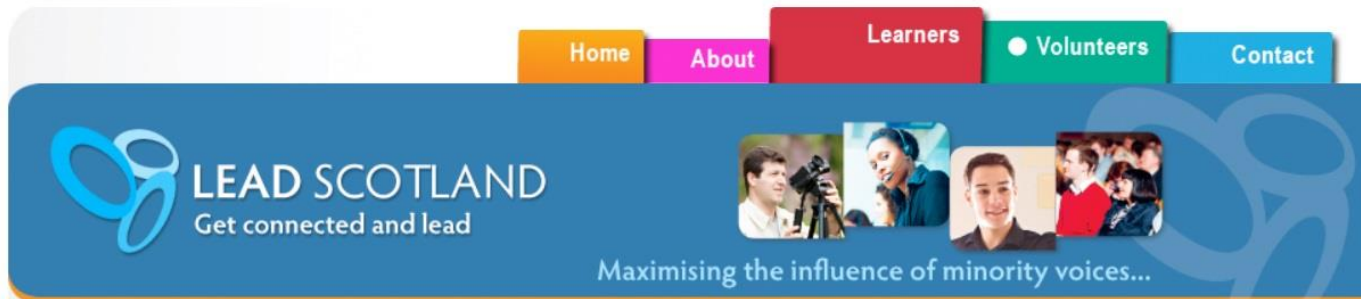 Home
About
Learners
Volunteers
Contact
LEAD SCOTLAND
Get connected and lead
Maximising the influence of minority voices...